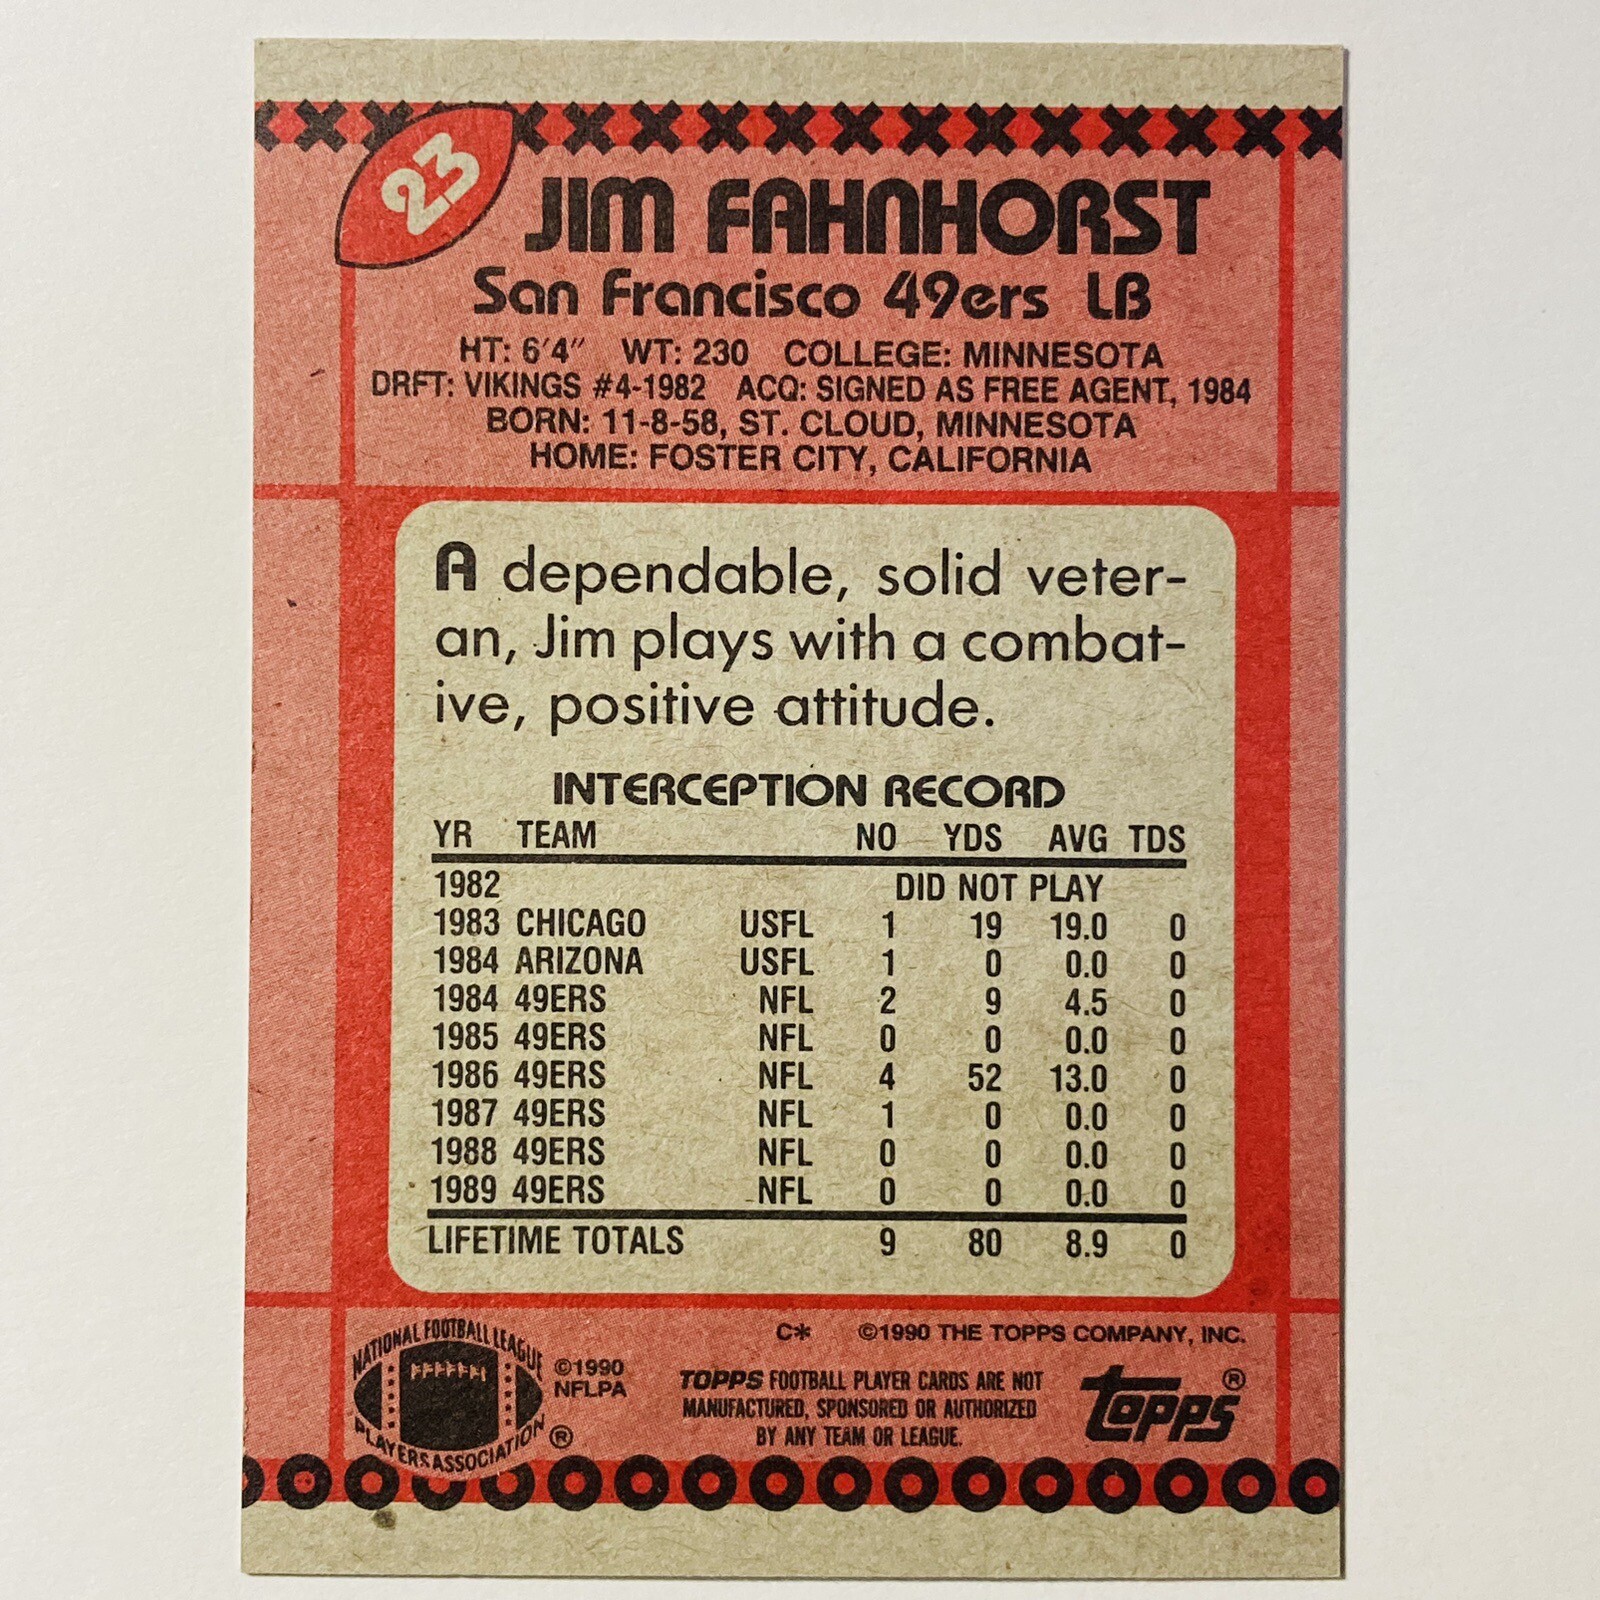 23
JIM FAHNHORST
San Francisco 49ers LB
HT: 6'4" WT: 230 COLLEGE: MINNESOTA
DRFT: VIKINGS #4-1982 ACQ: SIGNED AS FREE AGENT, 1984
BORN: 11-8-58, ST. CLOUD, MINNESOTA
HOME: FOSTER CITY, CALIFORNIA
A dependable, solid veter-
an, Jim plays with a combat-
ive, positive attitude.
INTERCEPTION RECORD
YR TEAM NO YDS AVG TDS
1982 DID NOT PLAY
1983 CHICAGO USFL 1 19 19.0 0
1984 ARIZONA USFL 1 0 0.0 0
1984 49ERS NFL 2 9 4.5 0
1985 49ERS NFL 0 0 0.0 0
1986 49ERS NFL 4 52 13.0 0
1987 49ERS NFL 1 0 0.0 0
1988 49ERS NFL 0 0 0.0 0
1989 49ERS NFL 0 0 0.0 0
LIFETIME TOTALS 9 80 8.9 0
NATIONAL FOOTBALL LEAGUE
PLAYERS ASSOCIATION ®
©1990
NFLPA
C* ©1990 THE TOPPS COMPANY, INC.
TOPPS FOOTBALL PLAYER CARDS ARE NOT
MANUFACTURED, SPONSORED OR AUTHORIZED
BY ANY TEAM OR LEAGUE.
topps ®